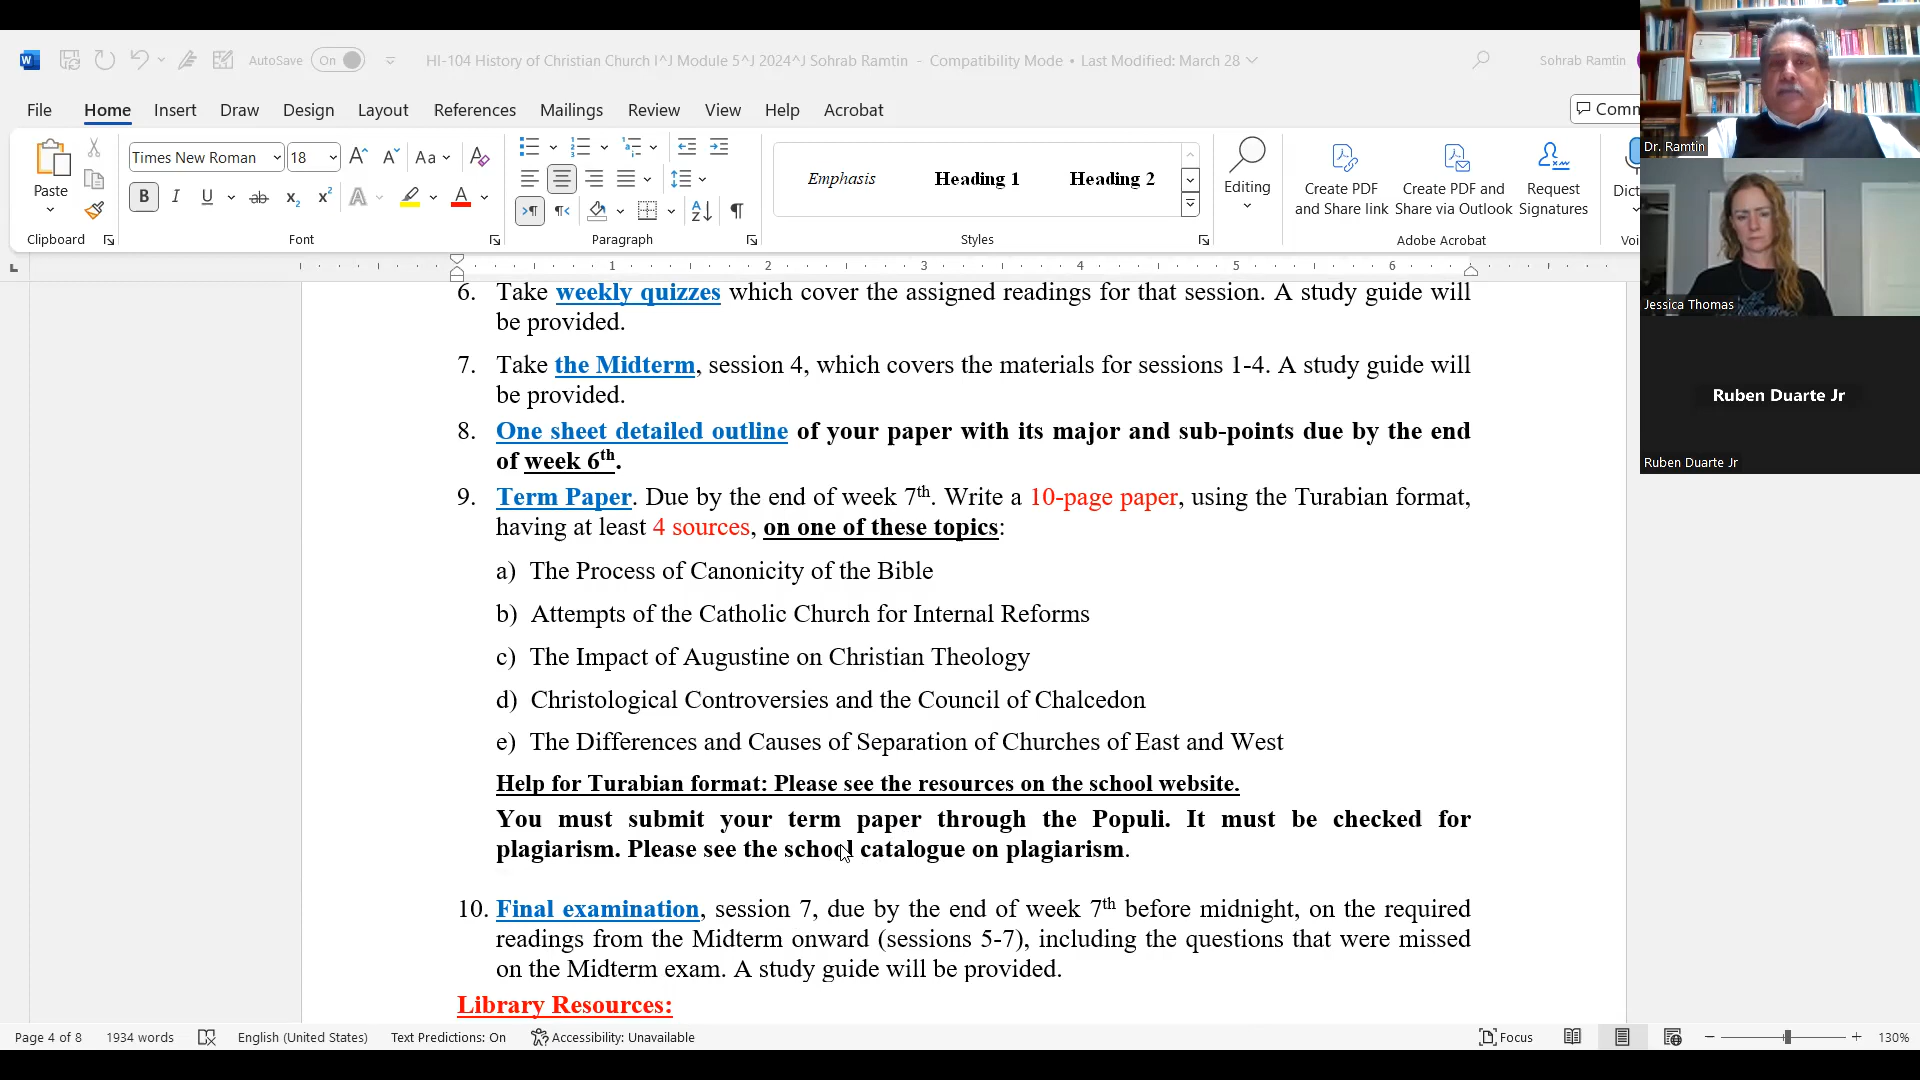 AutoSave On HI-104 History of Christian Church I^J Module 5^J 2024^J Sohrab Ramtin - Compatibility Mode • Last Modified: March 28 Sohrab Ramtin
File Home Insert Draw Design Layout References Mailings Review View Help Acrobat Comm
Paste
Clipboard
Times New Roman 18
Font
Paragraph
Emphasis Heading 1 Heading 2
Styles
Editing
Create PDF and Share link
Create PDF and Share via Outlook
Request Signatures
Adobe Acrobat
Dict
Voi
1 2 3 4 5 6
6. Take weekly quizzes which cover the assigned readings for that session. A study guide will
be provided.
7. Take the Midterm, session 4, which covers the materials for sessions 1-4. A study guide will
be provided.
8. One sheet detailed outline of your paper with its major and sub-points due by the end
of week 6th.
9. Term Paper. Due by the end of week 7th. Write a 10-page paper, using the Turabian format,
having at least 4 sources, on one of these topics:
a) The Process of Canonicity of the Bible
b) Attempts of the Catholic Church for Internal Reforms
c) The Impact of Augustine on Christian Theology
d) Christological Controversies and the Council of Chalcedon
e) The Differences and Causes of Separation of Churches of East and West
Help for Turabian format: Please see the resources on the school website.
You must submit your term paper through the Populi. It must be checked for
plagiarism. Please see the school catalogue on plagiarism.
10. Final examination, session 7, due by the end of week 7th before midnight, on the required
readings from the Midterm onward (sessions 5-7), including the questions that were missed
on the Midterm exam. A study guide will be provided.
Library Resources:
Page 4 of 8 1934 words English (United States) Text Predictions: On Accessibility: Unavailable Focus 130%
Dr. Ramtin
Jessica Thomas
Ruben Duarte Jr
Ruben Duarte Jr